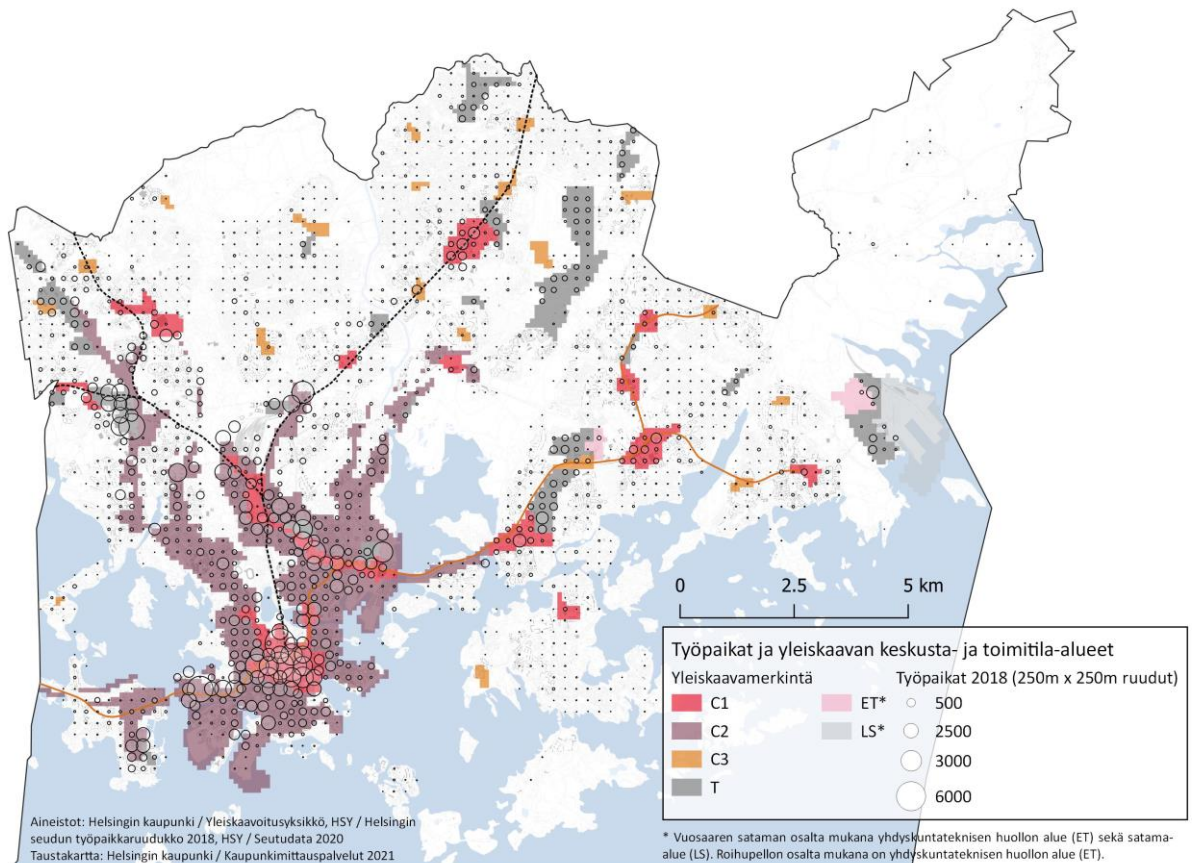 0 2.5 5 km
Työpaikat ja yleiskaavan keskusta- ja toimitila-alueet
Yleiskaavamerkintä
C1
C2
C3
T
ET*
LS*
Työpaikat 2018 (250m x 250m ruudut)
500
2500
3000
6000
Aineistot: Helsingin kaupunki / Yleiskaavoitusyksikkö, HSY / Helsingin
seudun työpaikkaruudukko 2018, HSY / Seutudata 2020
Taustakartta: Helsingin kaupunki / Kaupunkimittauspalvelut 2021
* Vuosaaren sataman osalta mukana yhdyskuntateknisen huollon alue (ET) sekä satama-
alue (LS). Roihupellon osalta mukana on yhdyskuntateknisen huollon alue (ET).